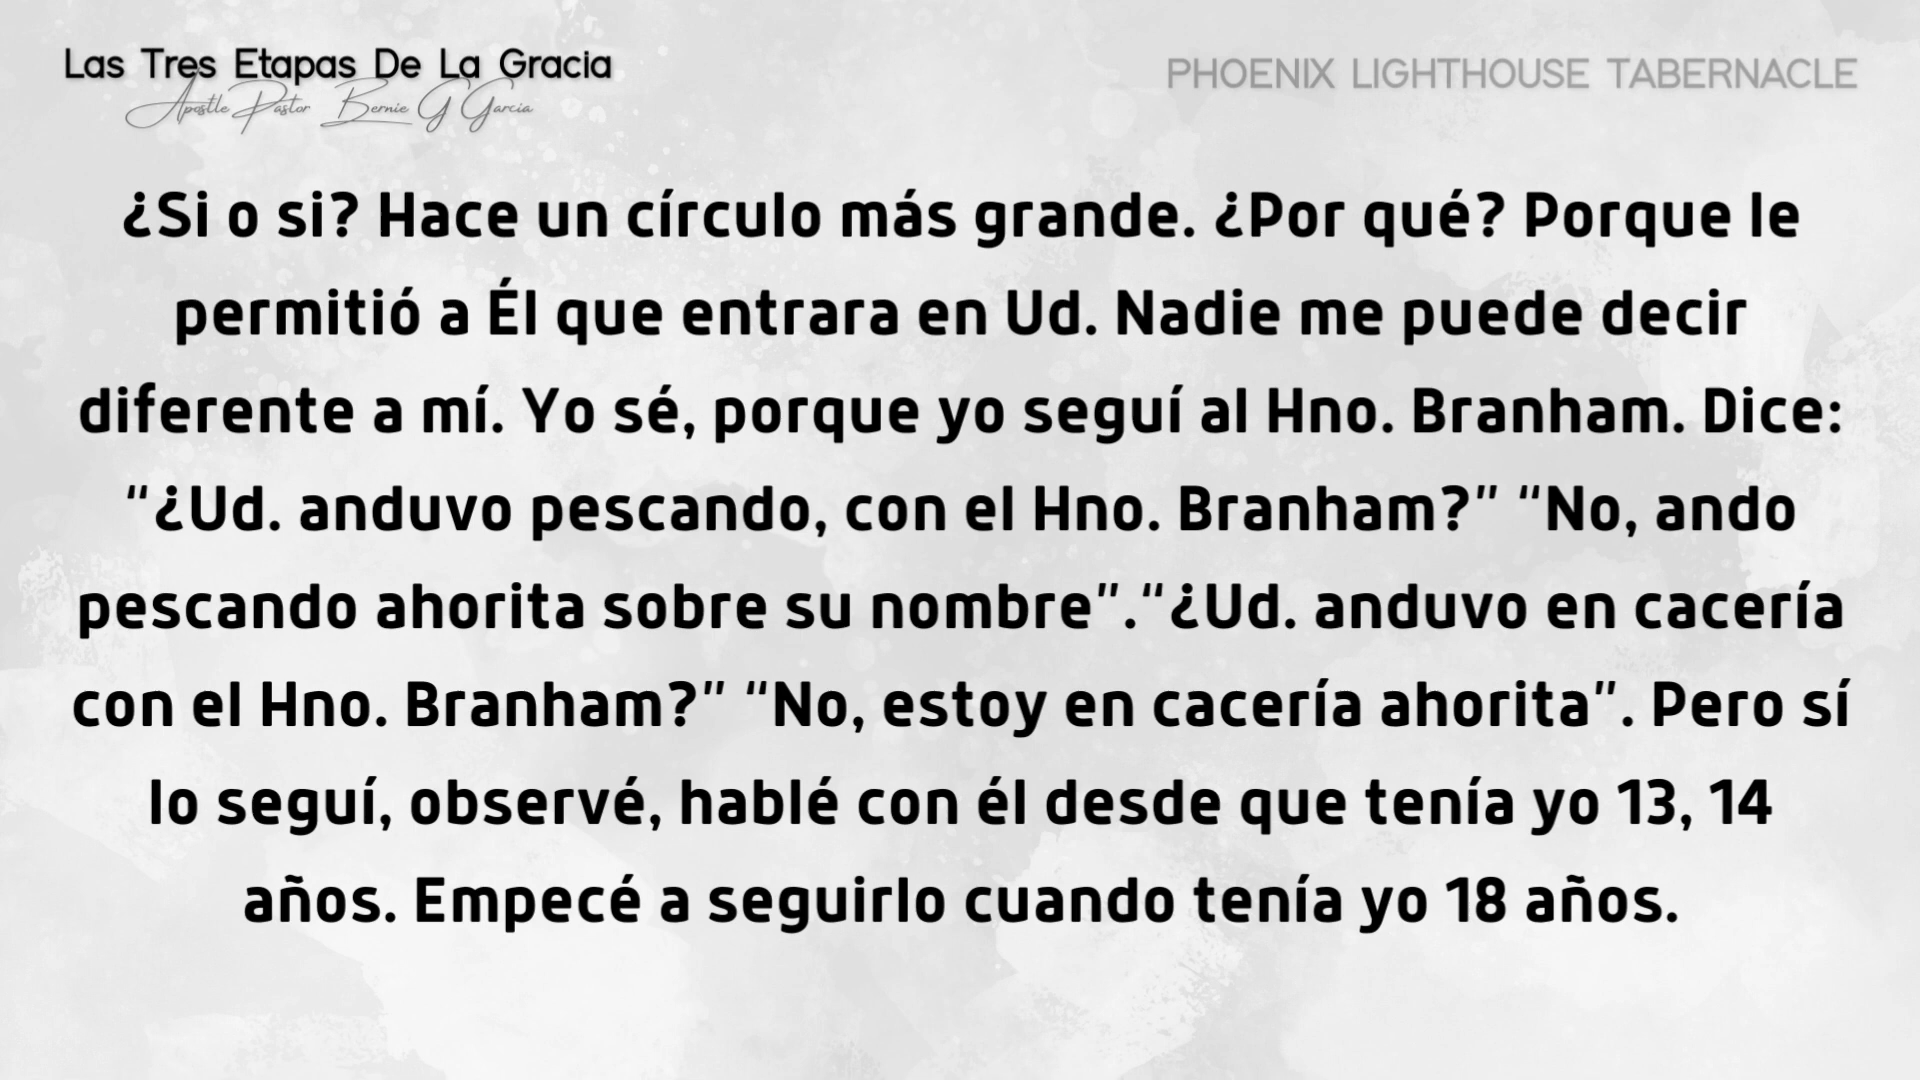 Las Tres Etapas De La Gracia
Apostle Pastor Bernie G Garcia
PHOENIX LIGHTHOUSE TABERNACLE
¿Si o si? Hace un círculo más grande. ¿Por qué? Porque le
permitió a Él que entrara en Ud. Nadie me puede decir
diferente a mí. Yo sé, porque yo seguí al Hno. Branham. Dice:
“¿Ud. anduvo pescando, con el Hno. Branham?” “No, ando
pescando ahorita sobre su nombre”.“¿Ud. anduvo en cacería
con el Hno. Branham?” “No, estoy en cacería ahorita”. Pero sí
lo seguí, observé, hablé con él desde que tenía yo 13, 14
años. Empecé a seguirlo cuando tenía yo 18 años.